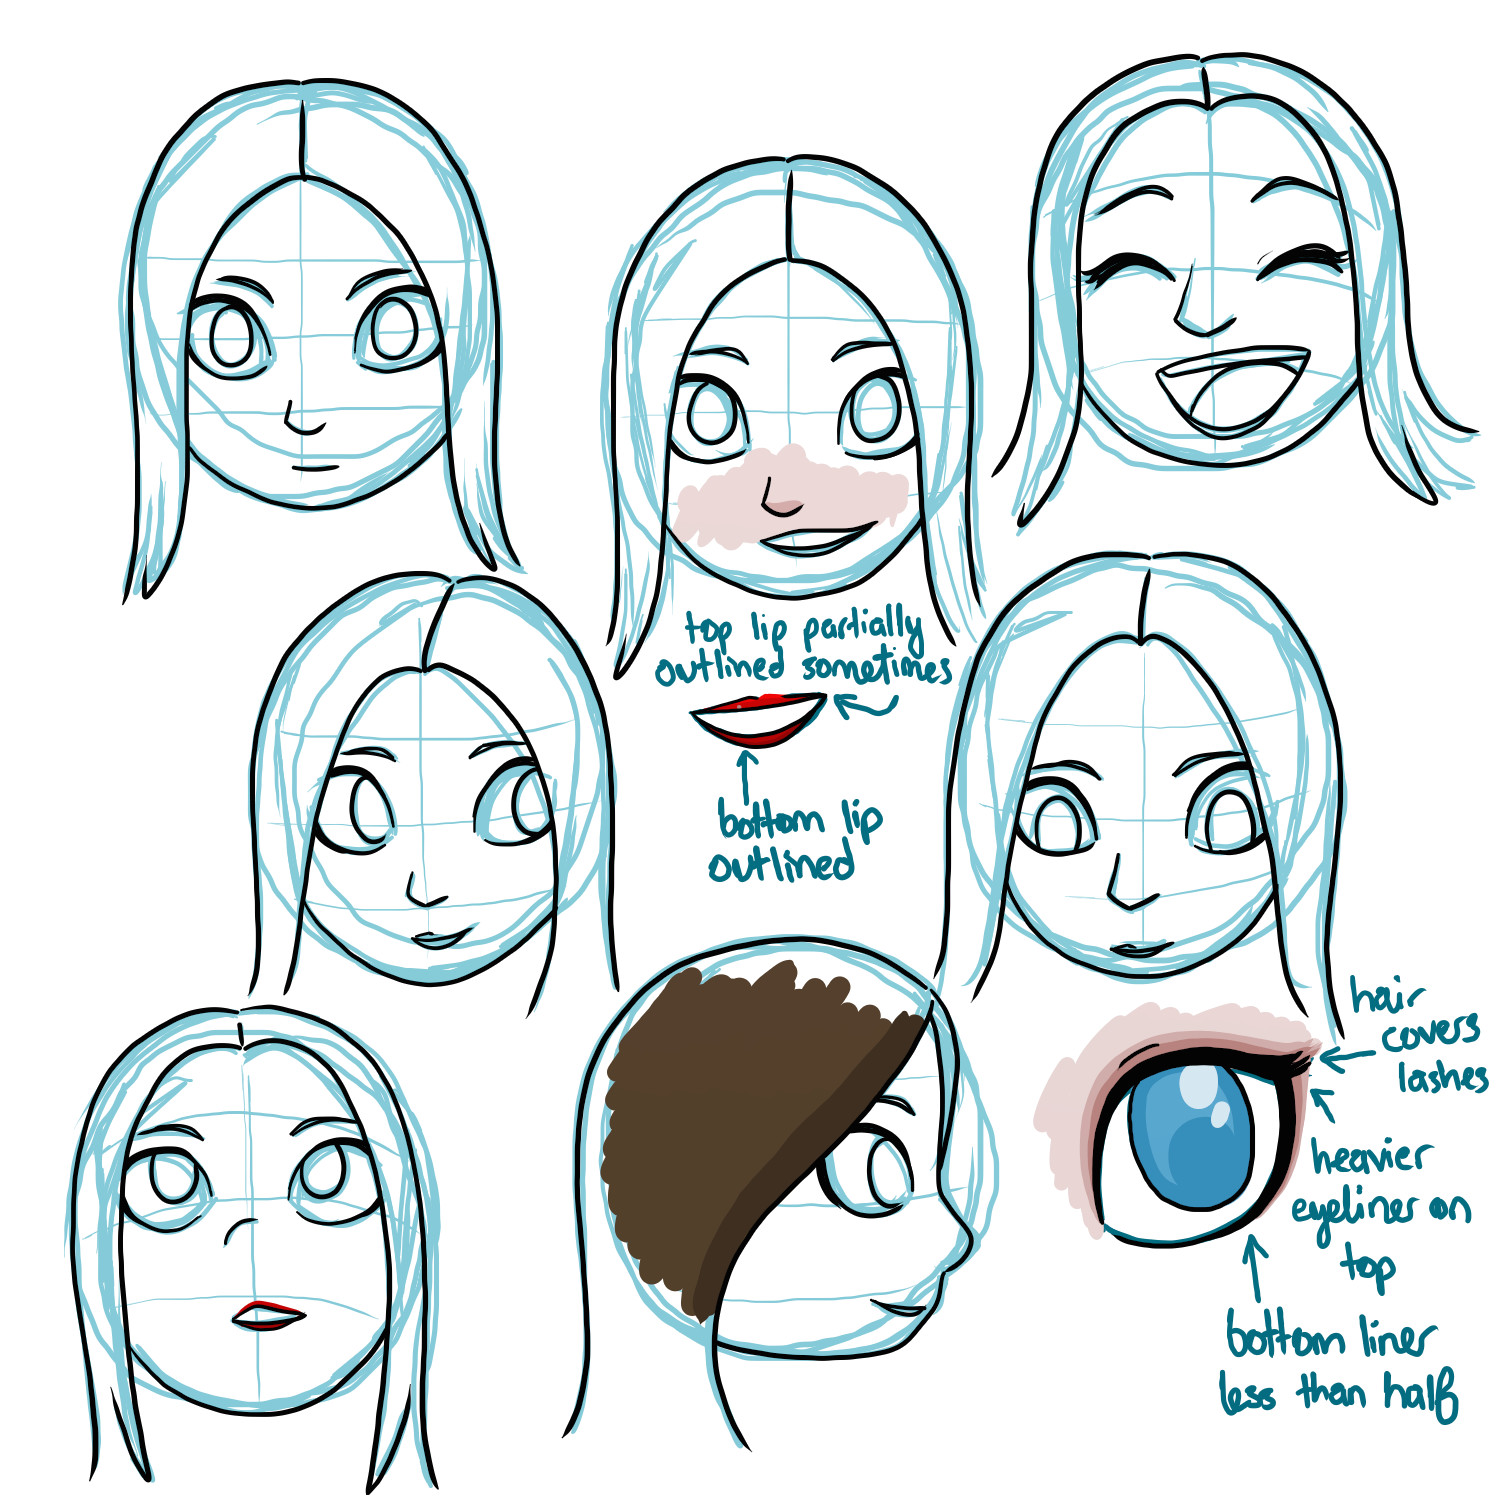 top lip partially
outlined sometimes
bottom lip
outlined
hair
covers
lashes
heavier
eyeliner on
top
bottom liner
less than half